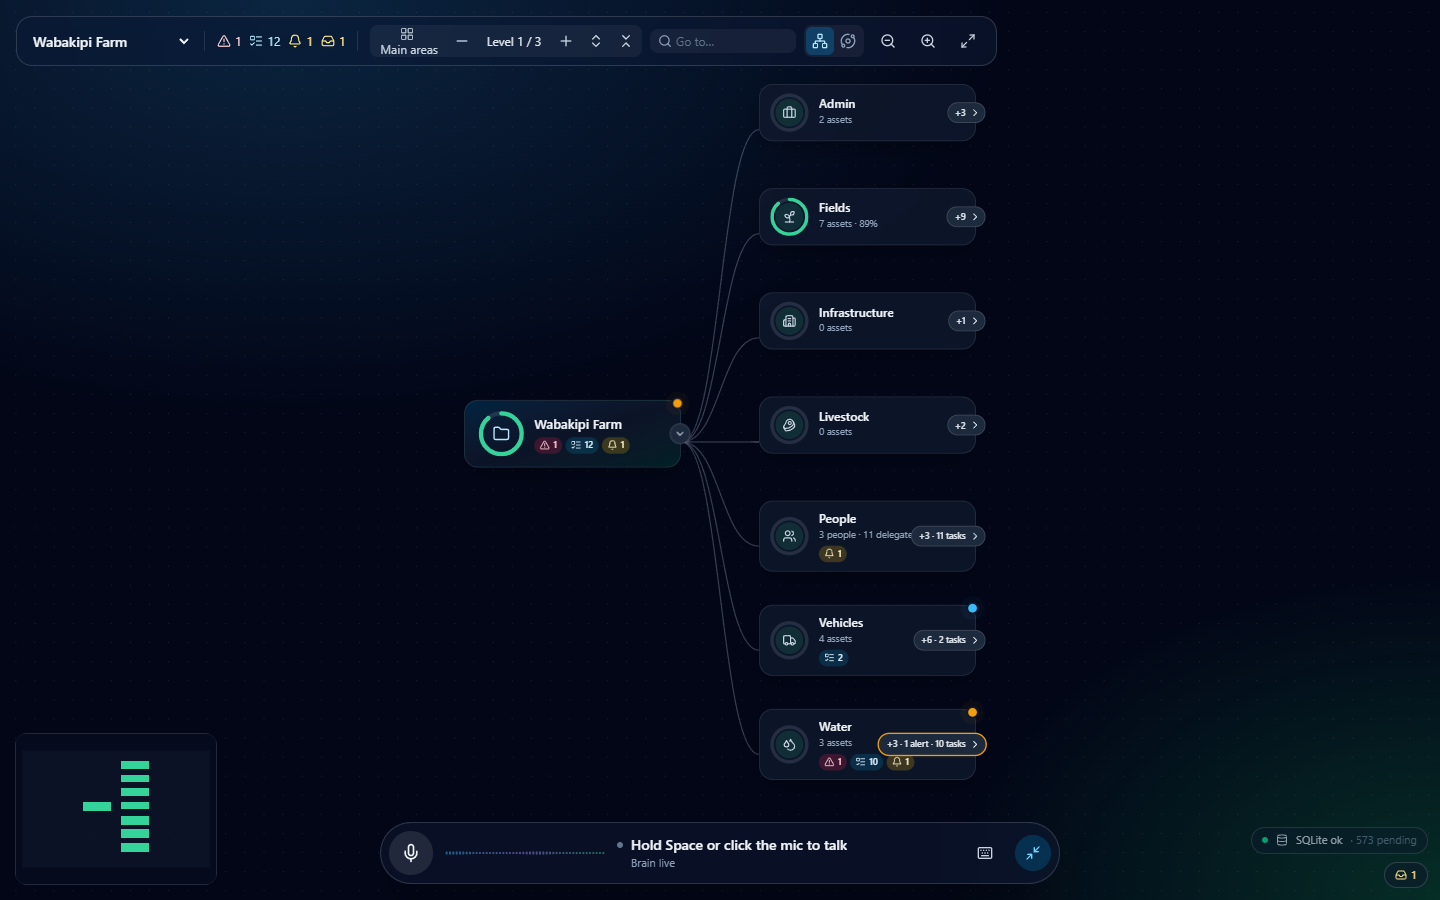 Wabakipi Farm
1 12 1 1
Main areas
Level 1 / 3
Go to...
Admin
2 assets
+3
Fields
7 assets · 89%
+9
Infrastructure
0 assets
+1
Livestock
0 assets
+2
Wabakipi Farm
1 12 1
People
3 people · 11 delegate
+3 · 11 tasks
1
Vehicles
4 assets
+6 · 2 tasks
2
Water
3 assets
+3 · 1 alert · 10 tasks
1 10 1
Hold Space or click the mic to talk
Brain live
SQLite ok · 573 pending
1